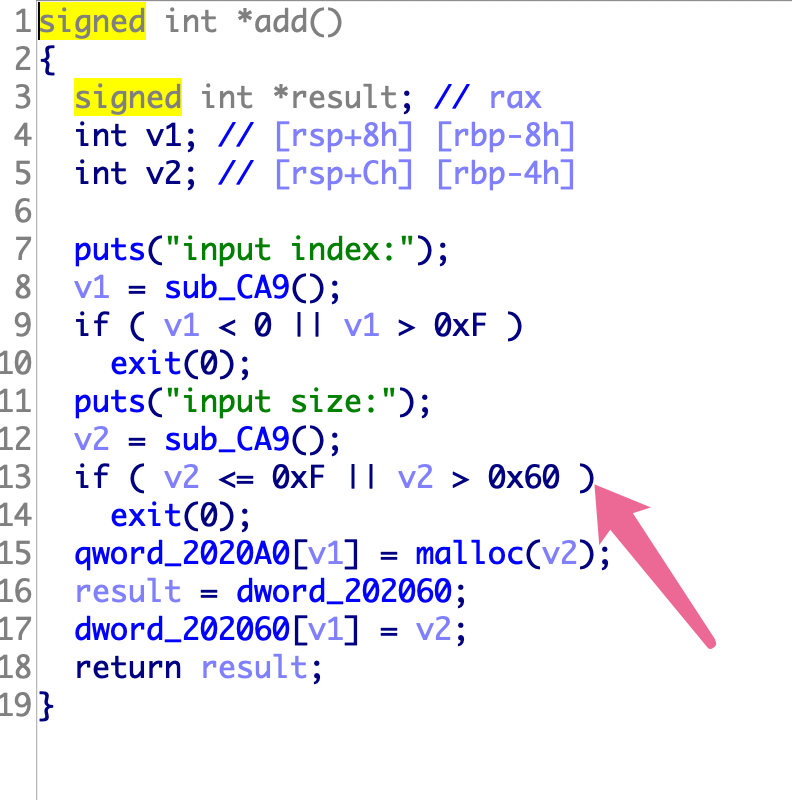 1 signed int *add()
2 {
3 signed int *result; // rax
4 int v1; // [rsp+8h] [rbp-8h]
5 int v2; // [rsp+Ch] [rbp-4h]
6
7 puts("input index:");
8 v1 = sub_CA9();
9 if ( v1 < 0 || v1 > 0xF )
10 exit(0);
11 puts("input size:");
12 v2 = sub_CA9();
13 if ( v2 <= 0xF || v2 > 0x60 )
14 exit(0);
15 qword_2020A0[v1] = malloc(v2);
16 result = dword_202060;
17 dword_202060[v1] = v2;
18 return result;
19 }